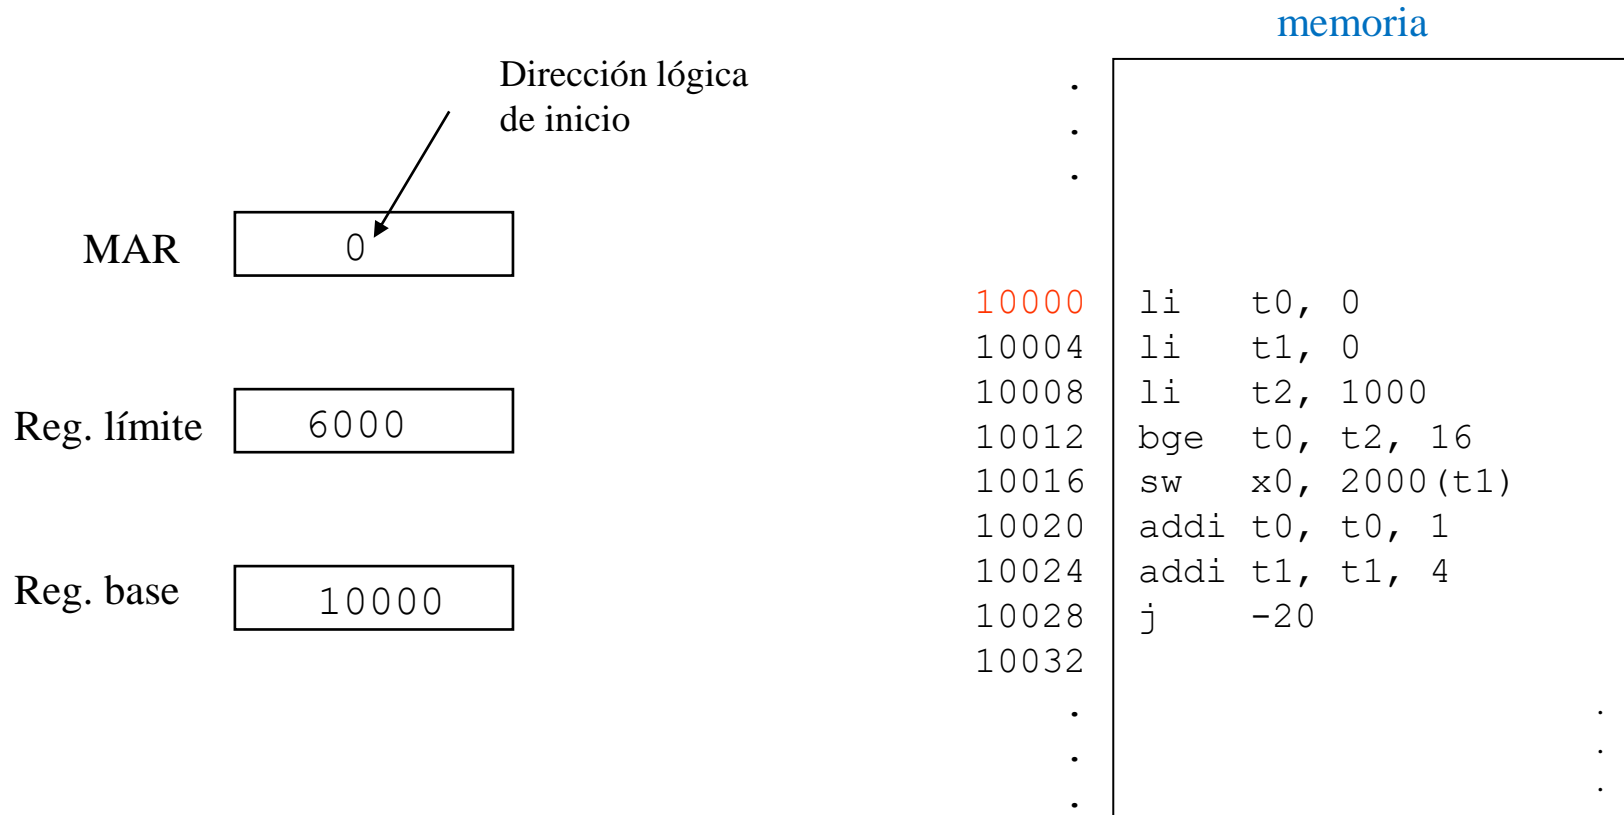 memoria
Dirección lógica
de inicio
.
.
.
MAR 0
10000 li t0, 0
10004 li t1, 0
10008 li t2, 1000
Reg. límite 6000
10012 bge t0, t2, 16
10016 sw x0, 2000(t1)
10020 addi t0, t0, 1
10024 addi t1, t1, 4
Reg. base 10000
10028 j -20
10032
. .
. .
. .